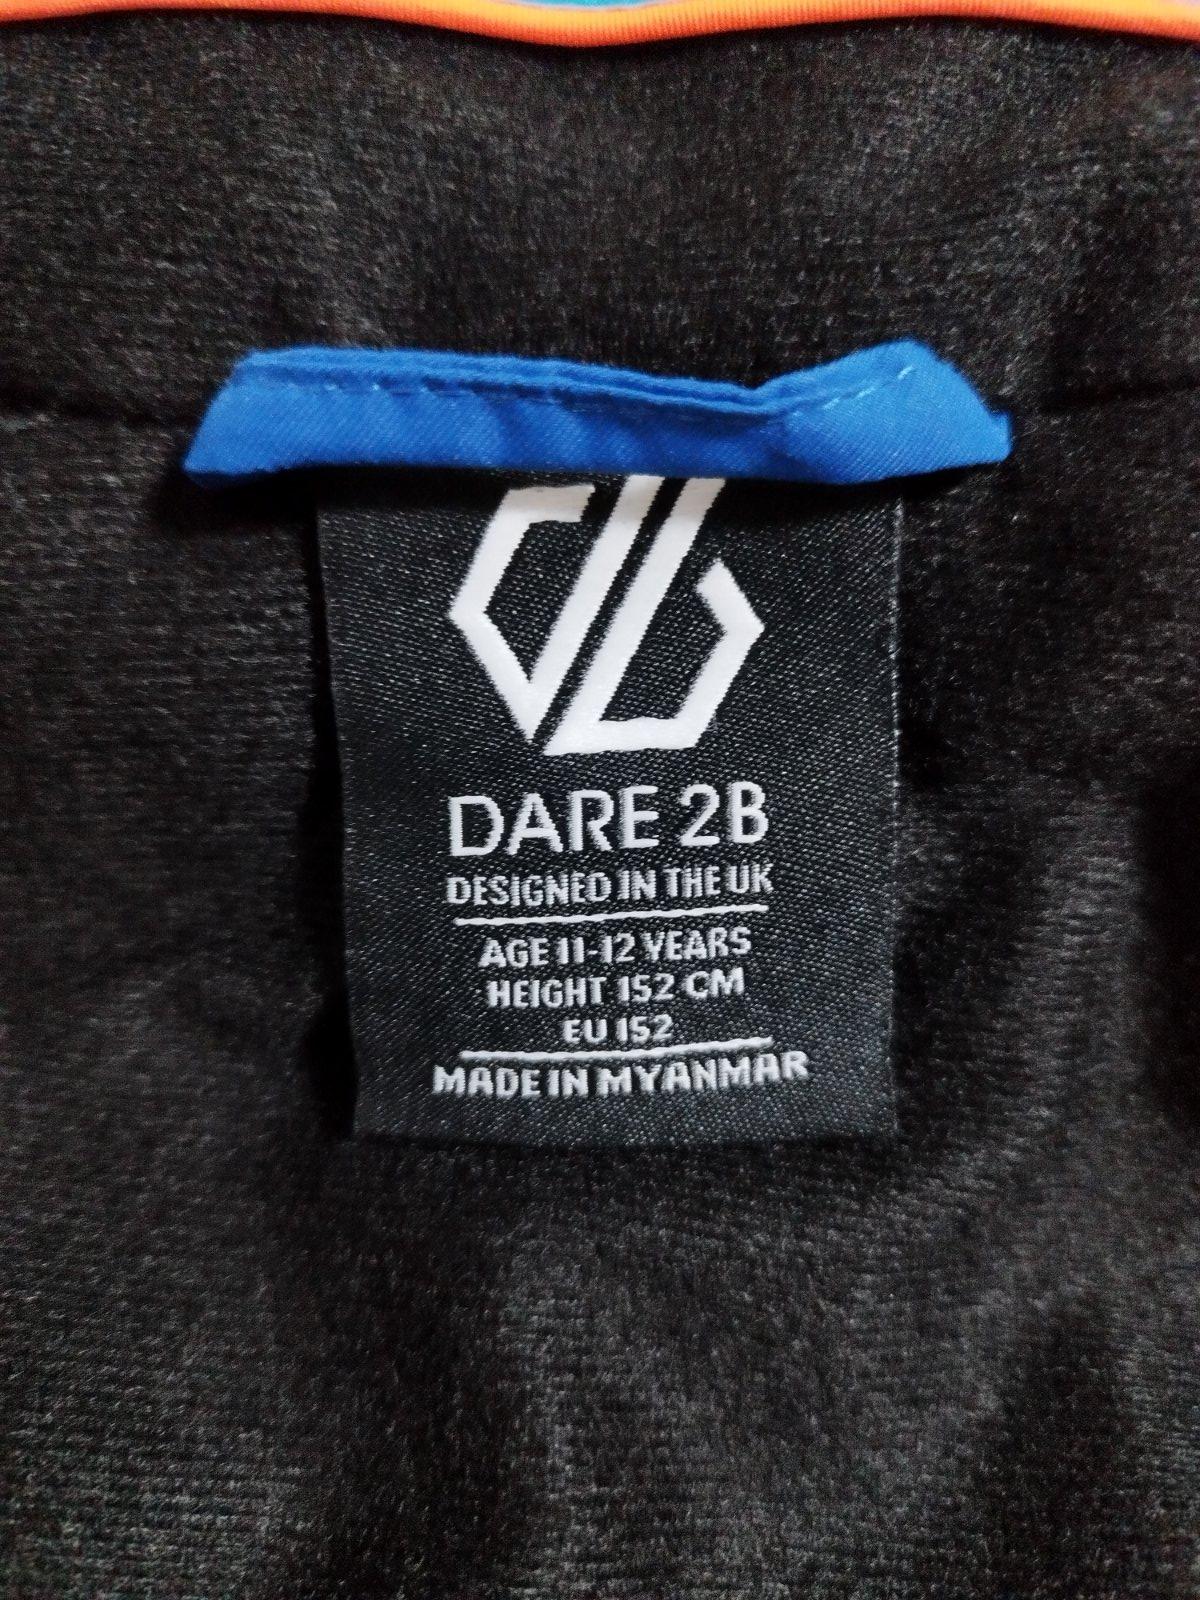 DARE 2B
DESIGNED IN THE UK
AGE 11-12 YEARS
HEIGHT 152 CM
EU 152
MADE IN MYANMAR